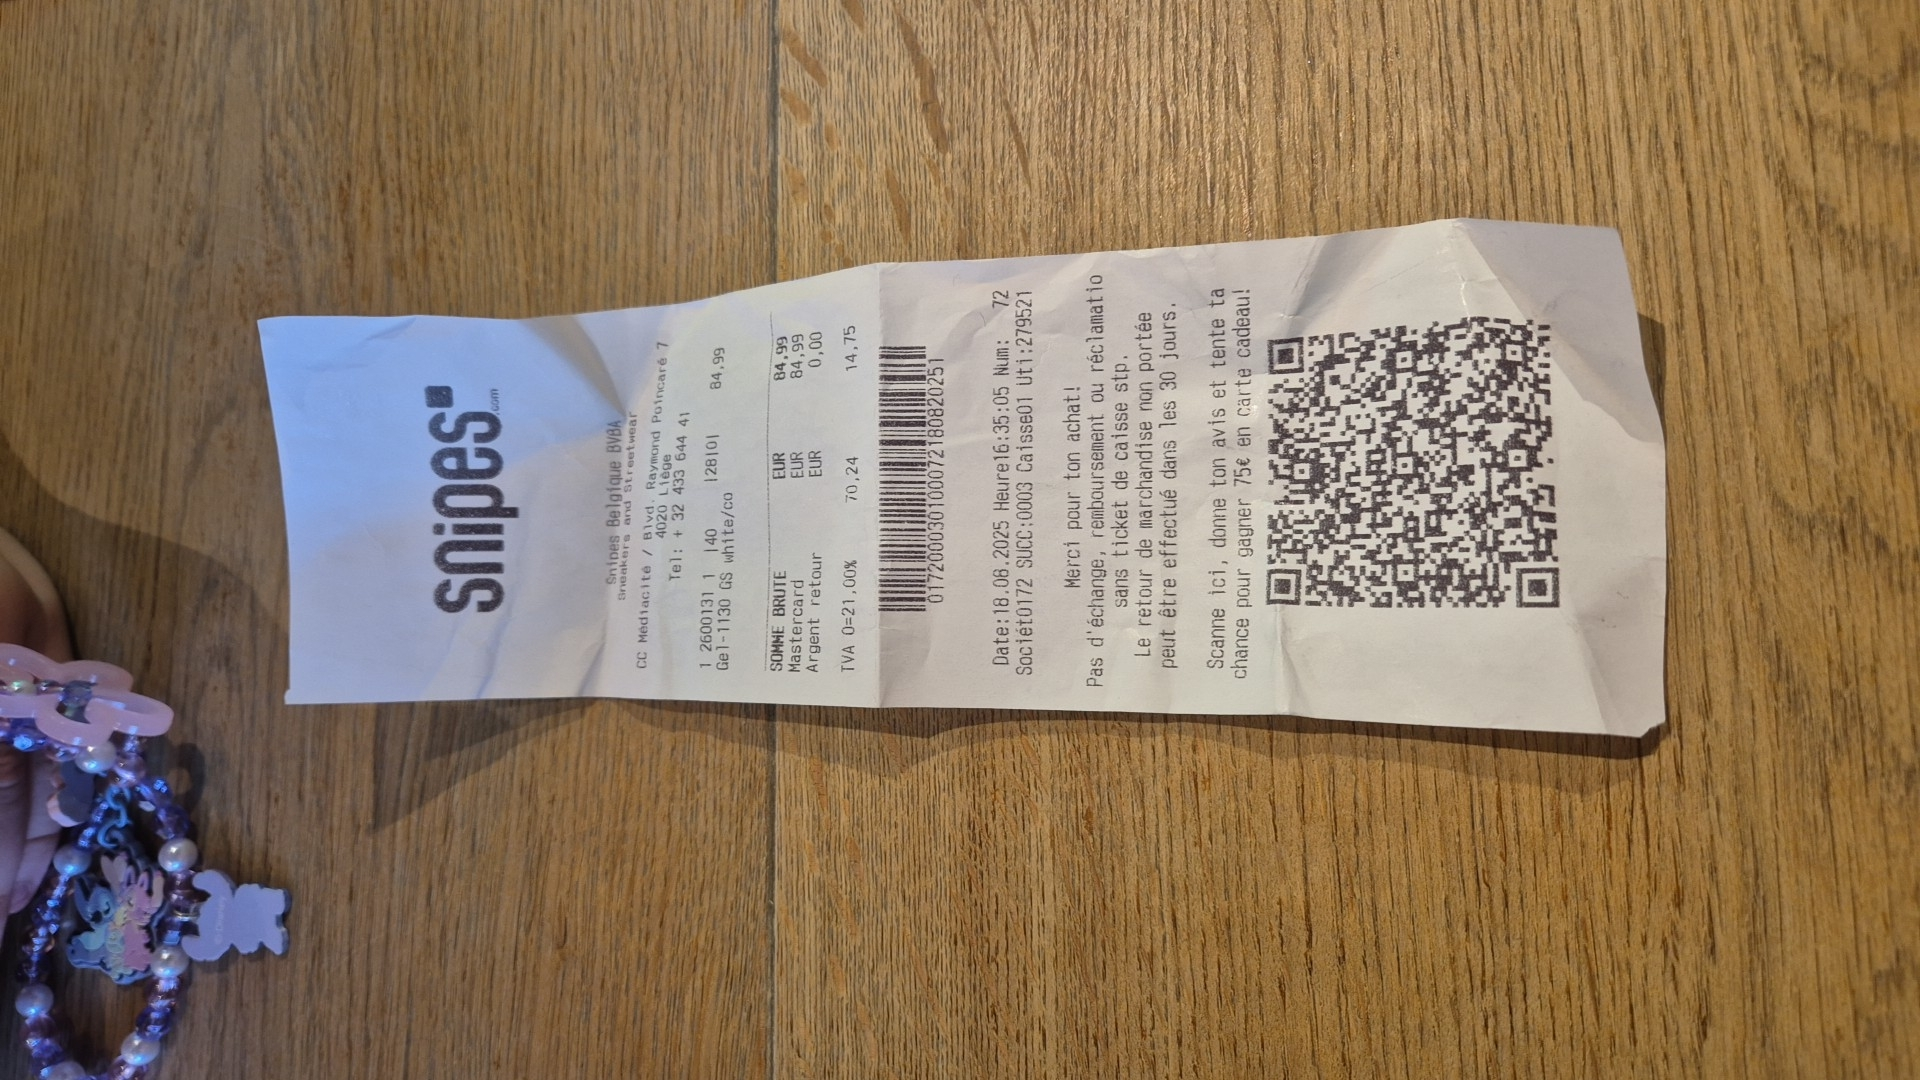 snipes
.com
Snipes Belgique BVBA
Sneakers and Streetwear
CC Médiacité / Blvd. Raymond Poincaré 7
4020 Liège
Tel: + 32 433 644 41
1 2600131 1 140 128101 84,99
Gel-1130 GS white/co
SOMME BRUTE EUR 84,99
Mastercard EUR 84,99
Argent retour EUR 0,00
TVA 0=21,00% 70,24 14,75
017200030100072180820251
Date:18.08.2025 Heure16:35:05 Num: 72
Sociét0172 SUCC:0003 Caisse01 Uti:279521
Merci pour ton achat!
Pas d'échange, remboursement ou réclamatio
sans ticket de caisse stp.
Le retour de marchandise non portée
peut être effectué dans les 30 jours.
Scanne ici, donne ton avis et tente ta
chance pour gagner 75€ en carte cadeau!